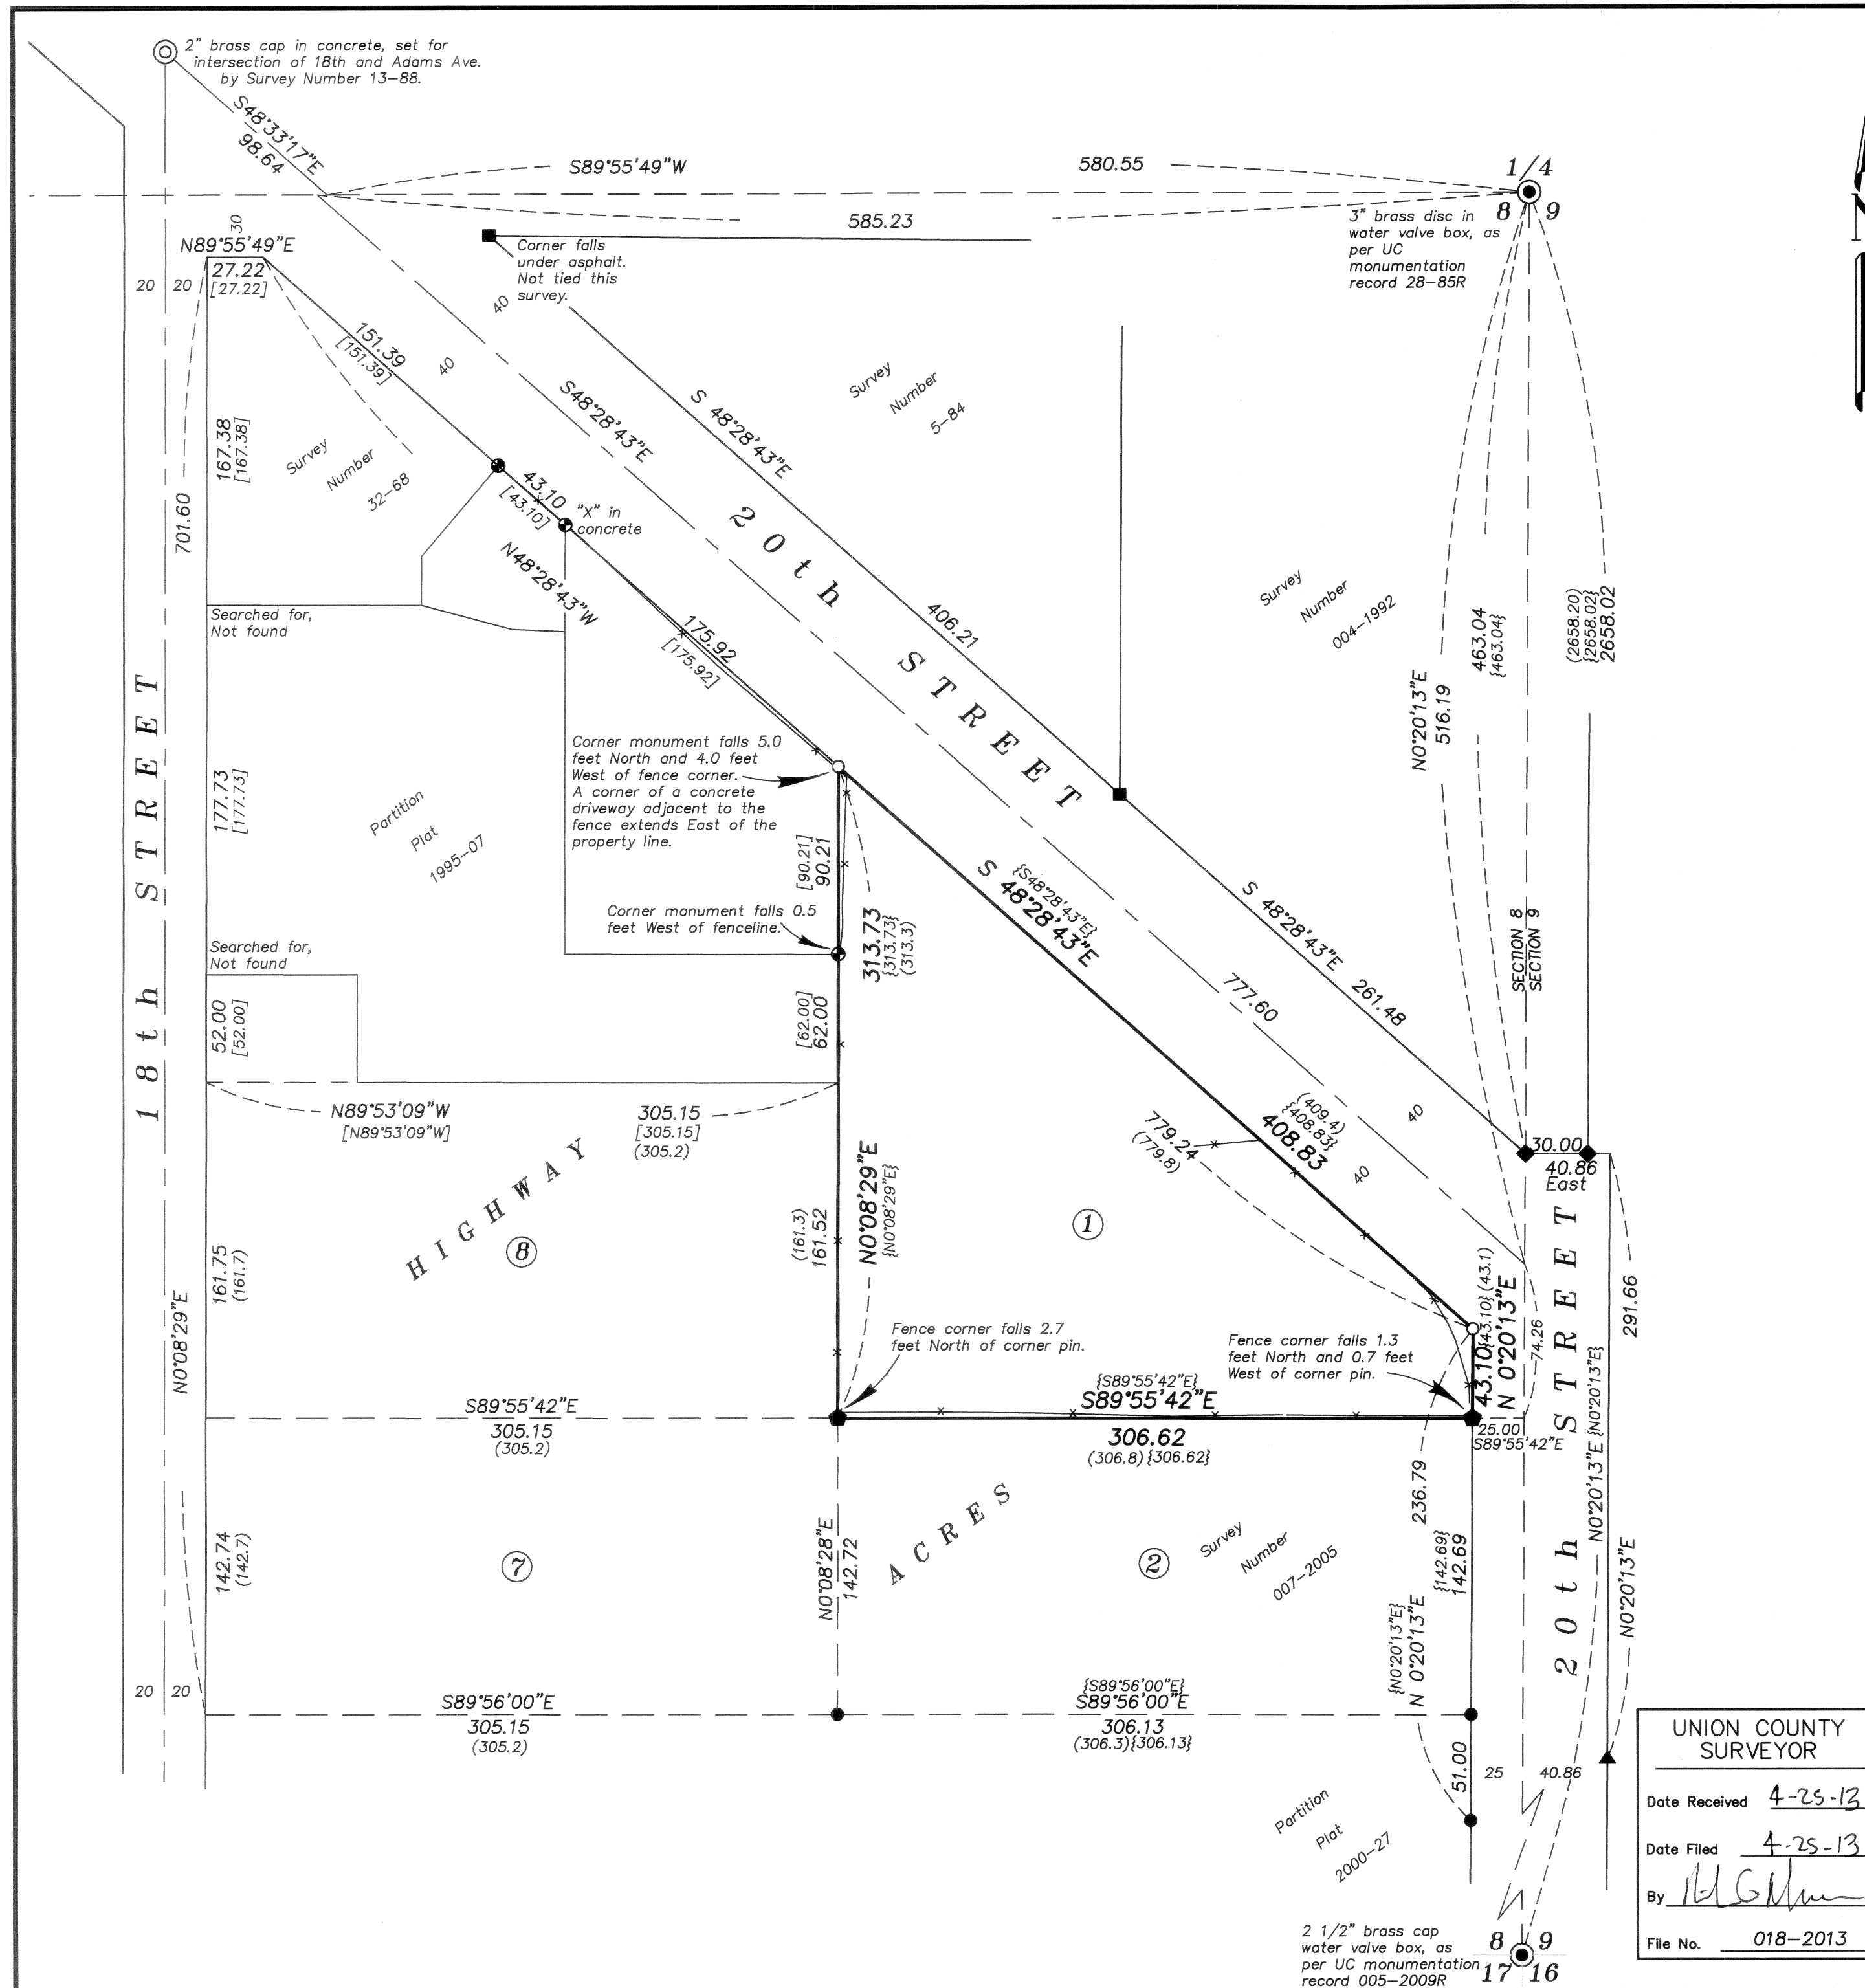 2" brass cap in concrete, set for
intersection of 18th and Adams Ave.
by Survey Number 13-88.
S48°33'17"E
98.64
S89°55'49"W
580.55
585.23
1/4
8 9
3" brass disc in
water valve box, as
per UC
monumentation
record 28-85R
30
N89°55'49"E
27.22
[27.22]
20 20
Corner falls
under asphalt.
Not tied this
survey.
40
151.39
[151.39]
40
167.38
[167.38]
701.60
Survey
Number
32-68
S48°28'43"E
S 48°28'43"E
Survey
Number
5-84
43.10
[43.10]
"X" in
concrete
N48°28'43"W
20th STREET
406.21
Survey
Number
004-1992
N0°20'13"E
516.19
463.04
{463.04}
(2658.20)
{2658.02}
2658.02
Searched for,
Not found
175.92
[175.92]
18th STREET
177.73
[177.73]
Partition
Plat
1995-07
Corner monument falls 5.0
feet North and 4.0 feet
West of fence corner.
A corner of a concrete
driveway adjacent to the
fence extends East of the
property line.
[90.21]
90.21
Corner monument falls 0.5
feet West of fenceline.
313.73
{313.73}
(313.3)
{S48°28'43"E}
S 48°28'43"E
S 48°28'43"E
261.48
777.60
SECTION 8
SECTION 9
Searched for,
Not found
52.00
[52.00]
[62.00]
62.00
N89°53'09"W
[N89°53'09"W]
305.15
[305.15]
(305.2)
779.24
(779.8)
(409.4)
{408.83}
408.83
40
40
30.00
40.86
East
HIGHWAY
8
(161.3)
161.52
N0°08'29"E
{N0°08'29"E}
1
161.75
(161.7)
N0°08'29"E
Fence corner falls 2.7
feet North of corner pin.
Fence corner falls 1.3
feet North and 0.7 feet
West of corner pin.
43.10 {43.10} (43.1)
N 0°20'13"E
74.26
291.66
20th STREET
S89°55'42"E
305.15
(305.2)
{S89°55'42"E}
S89°55'42"E
306.62
(306.8) {306.62}
25.00
S89°55'42"E
236.79
N0°20'13"E {N0°20'13"E}
142.74
(142.7)
7
N0°08'28"E
142.72
ACRES
2
Survey
Number
007-2005
{142.69}
142.69
{N0°20'13"E}
N 0°20'13"E
N0°20'13"E
20 20
S89°56'00"E
305.15
(305.2)
{S89°56'00"E}
S89°56'00"E
306.13
(306.3) {306.13}
51.00
25
40.86
Partition
Plat
2000-27
2 1/2" brass cap
water valve box, as
per UC monumentation
record 005-2009R
8 9
17 16
UNION COUNTY
SURVEYOR
Date Received 4-25-13
Date Filed 4-25-13
By
File No. 018-2013